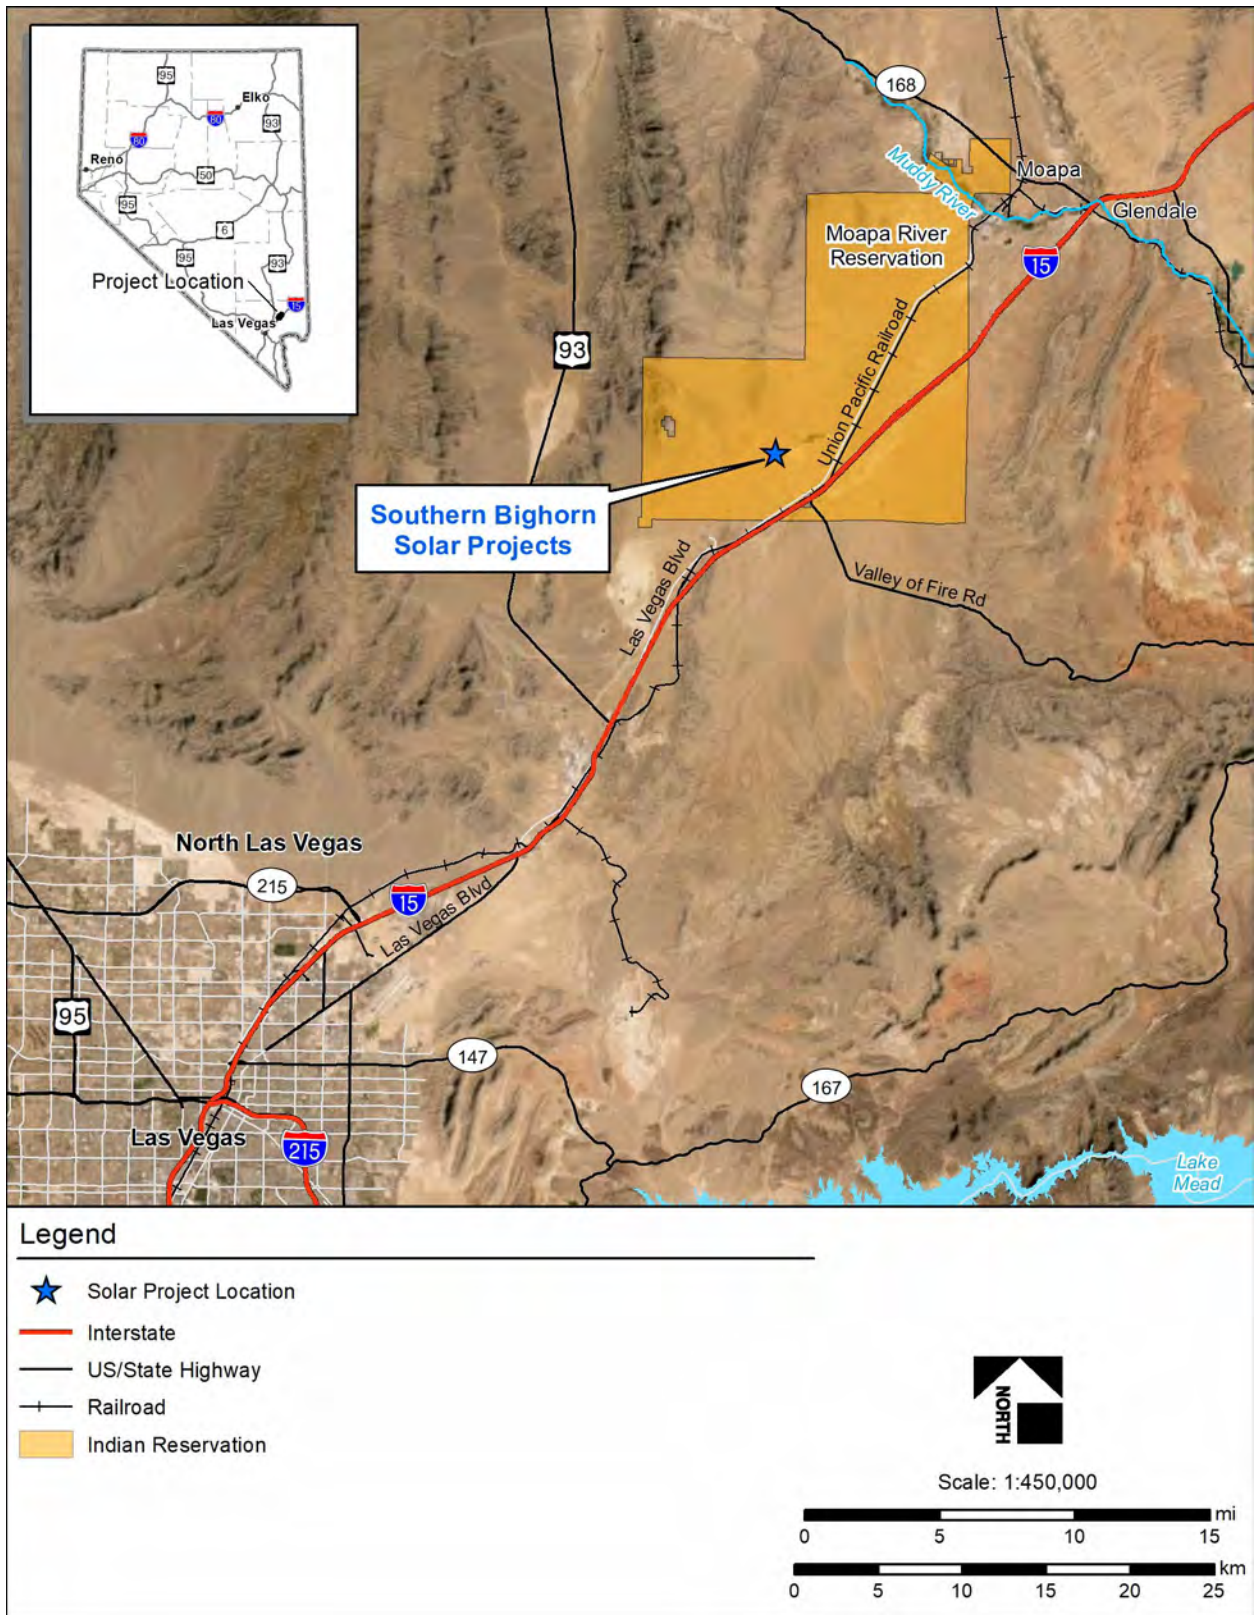 95
Elko
80
80
93
Reno
50
95
6
95
93
Project Location
15
Las Vegas
168
Muddy River
Moapa
Glendale
Moapa River
Reservation
15
93
Union Pacific Railroad
Southern Bighorn
Solar Projects
Las Vegas Blvd
Valley of Fire Rd
North Las Vegas
215
15
Las Vegas Blvd
95
147
167
Las Vegas
215
Lake
Mead
Legend
Solar Project Location
Interstate
US/State Highway
Railroad
Indian Reservation
NORTH
Scale: 1:450,000
mi
0 5 10 15
km
0 5 10 15 20 25